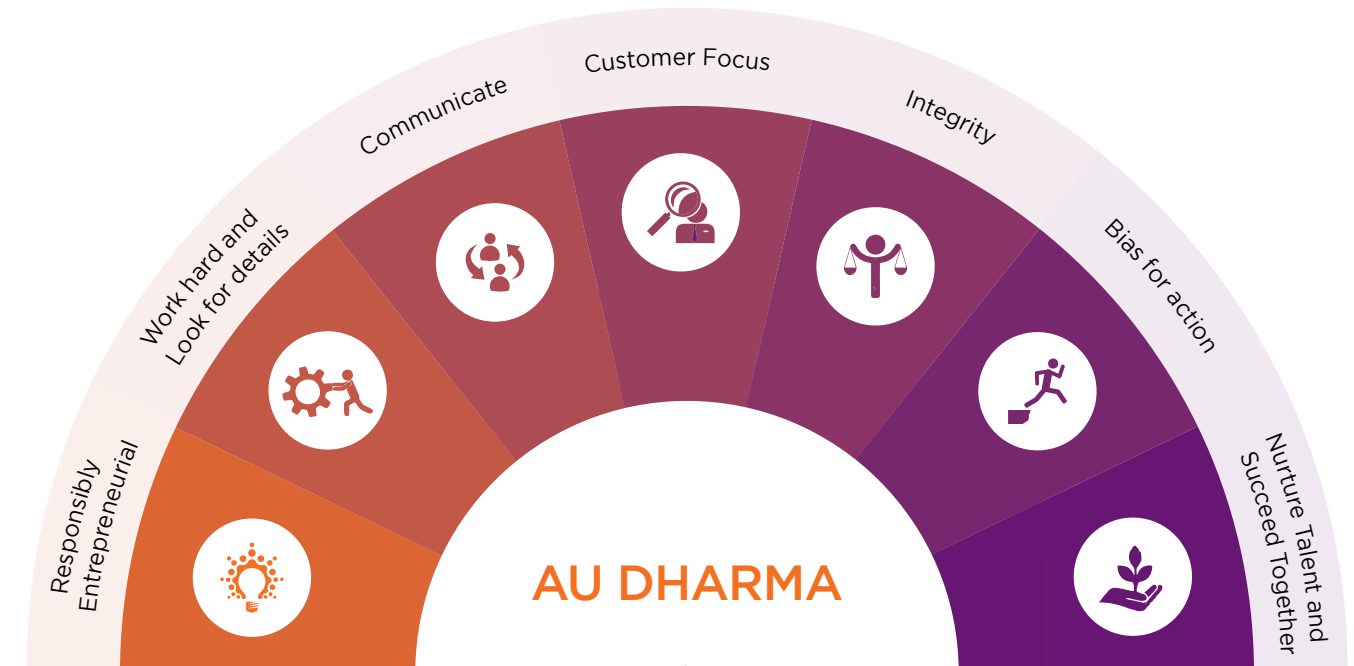 Responsibly
Entrepreneurial
Work hard and
Look for details
Communicate
Customer Focus
Integrity
Bias for action
Nurture Talent and
Succeed Together
AU DHARMA